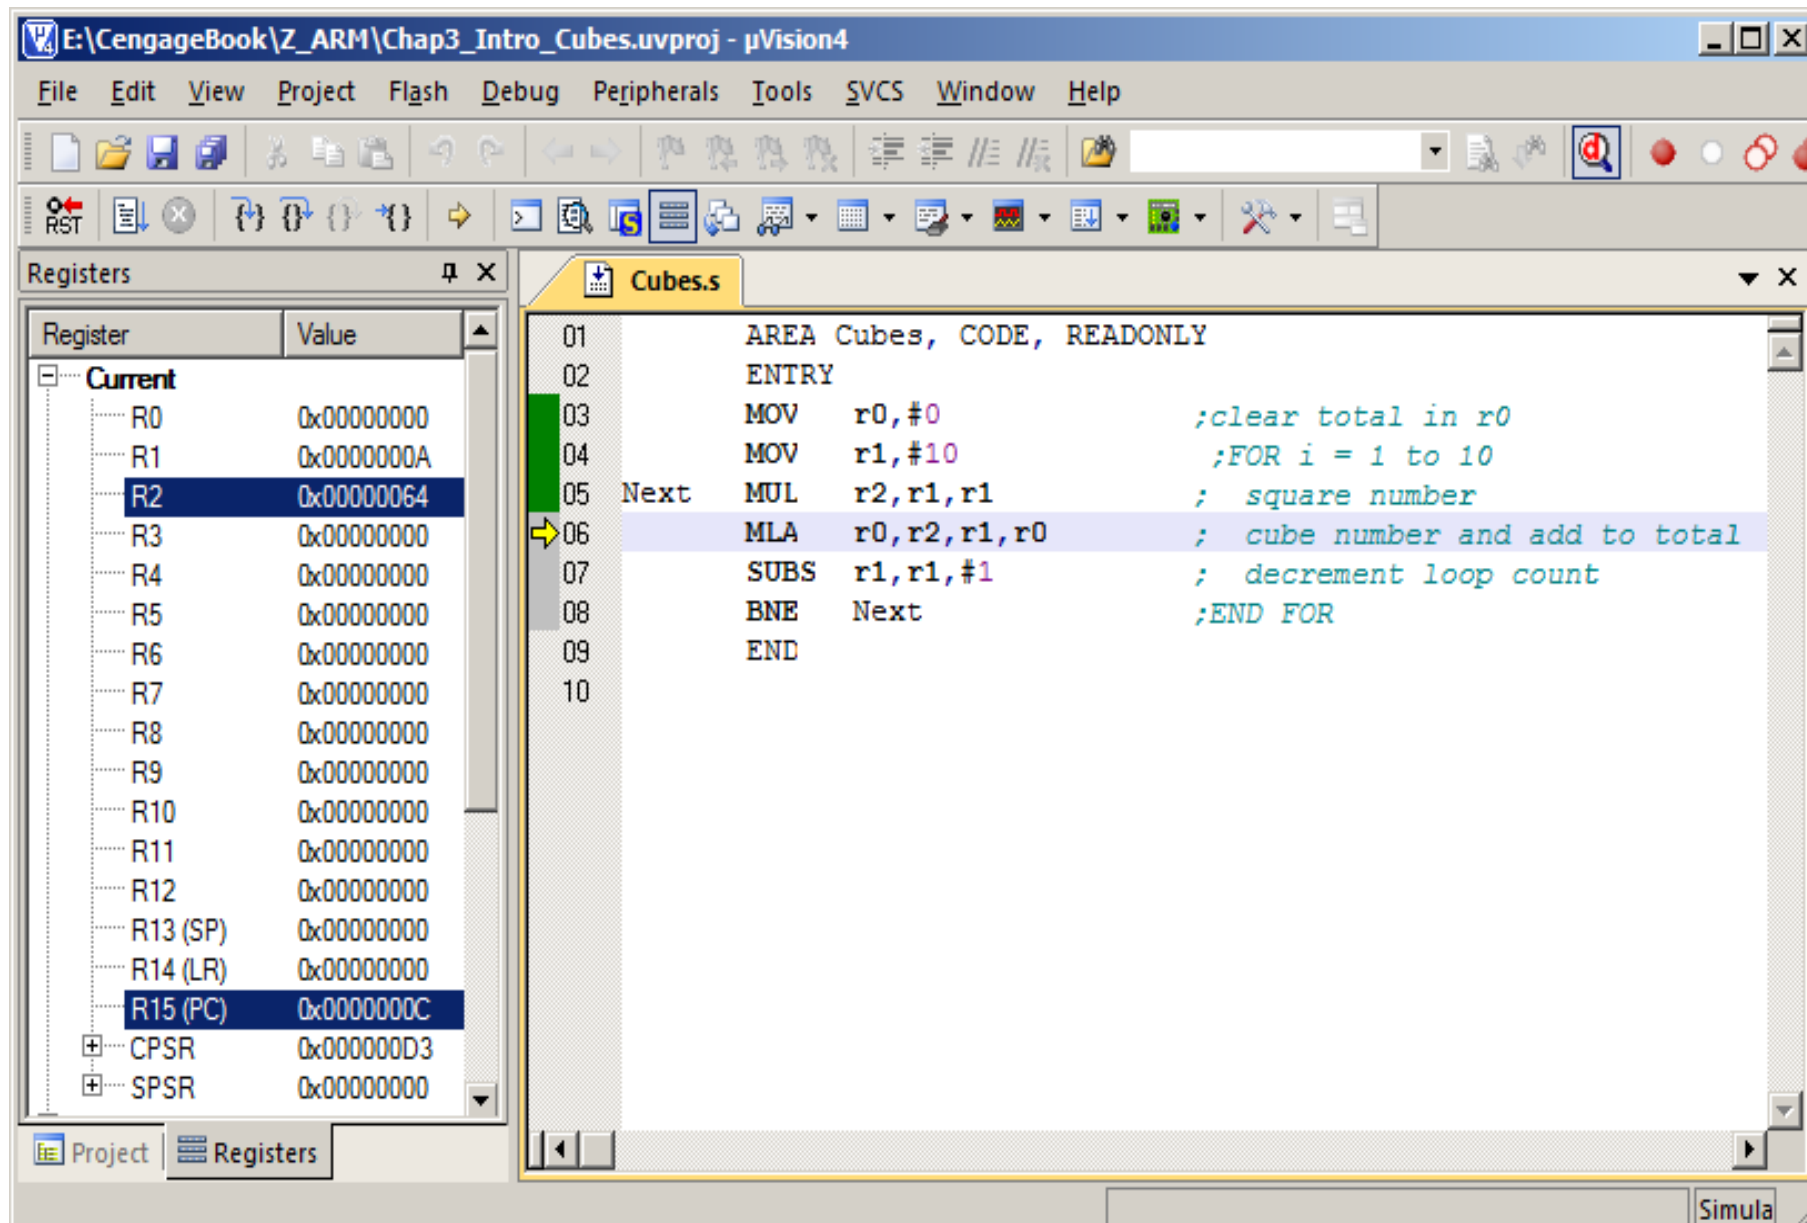 E:\CengageBook\Z_ARM\Chap3_Intro_Cubes.uvproj - µVision4
File Edit View Project Flash Debug Peripherals Tools SVCS Window Help
RST
Registers
Cubes.s
Register Value
Current
R0 0x00000000
R1 0x0000000A
R2 0x00000064
R3 0x00000000
R4 0x00000000
R5 0x00000000
R6 0x00000000
R7 0x00000000
R8 0x00000000
R9 0x00000000
R10 0x00000000
R11 0x00000000
R12 0x00000000
R13 (SP) 0x00000000
R14 (LR) 0x00000000
R15 (PC) 0x0000000C
CPSR 0x000000D3
SPSR 0x00000000
Project Registers
01 AREA Cubes, CODE, READONLY
02 ENTRY
03 MOV r0,#0 ;clear total in r0
04 MOV r1,#10 ;FOR i = 1 to 10
05 Next MUL r2,r1,r1 ; square number
06 MLA r0,r2,r1,r0 ; cube number and add to total
07 SUBS r1,r1,#1 ; decrement loop count
08 BNE Next ;END FOR
09 END
10
Simula